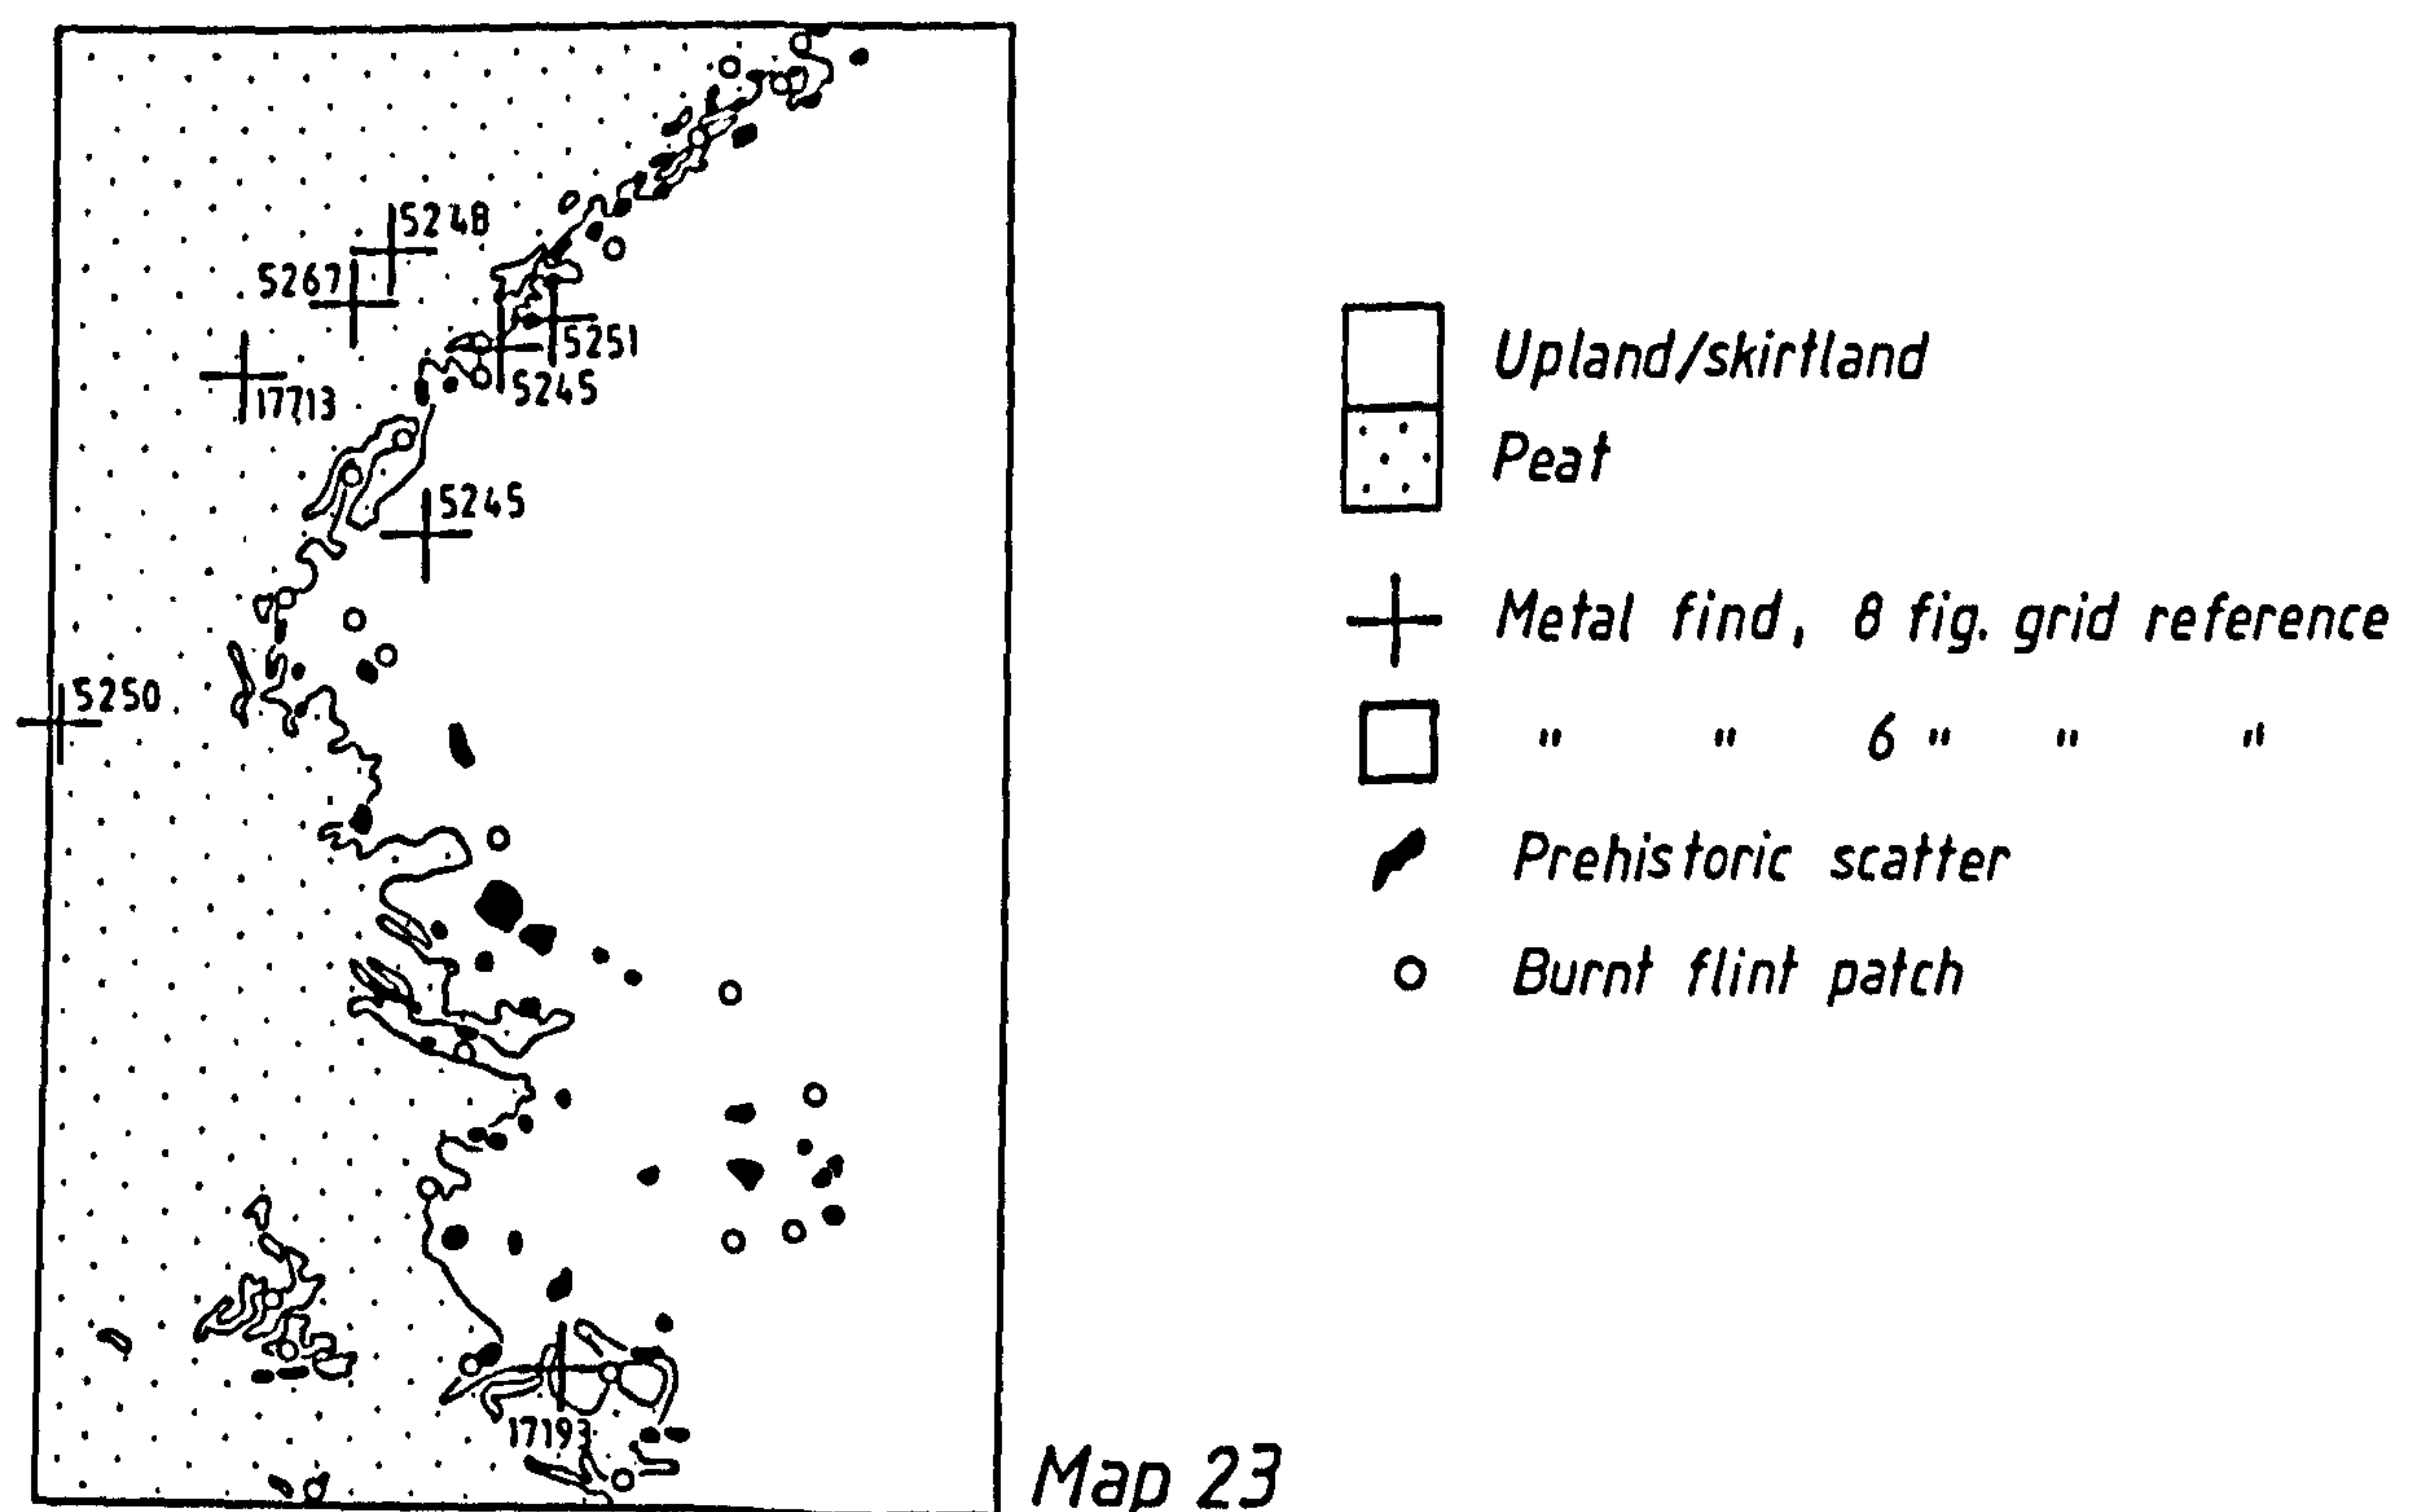 5248
5267
5251
17713
5245
5245
5250
17193
Upland/skirtland
Peat
Metal find, 8 fig. grid reference
" " 6 " " "
Prehistoric scatter
Burnt flint patch
Map 23